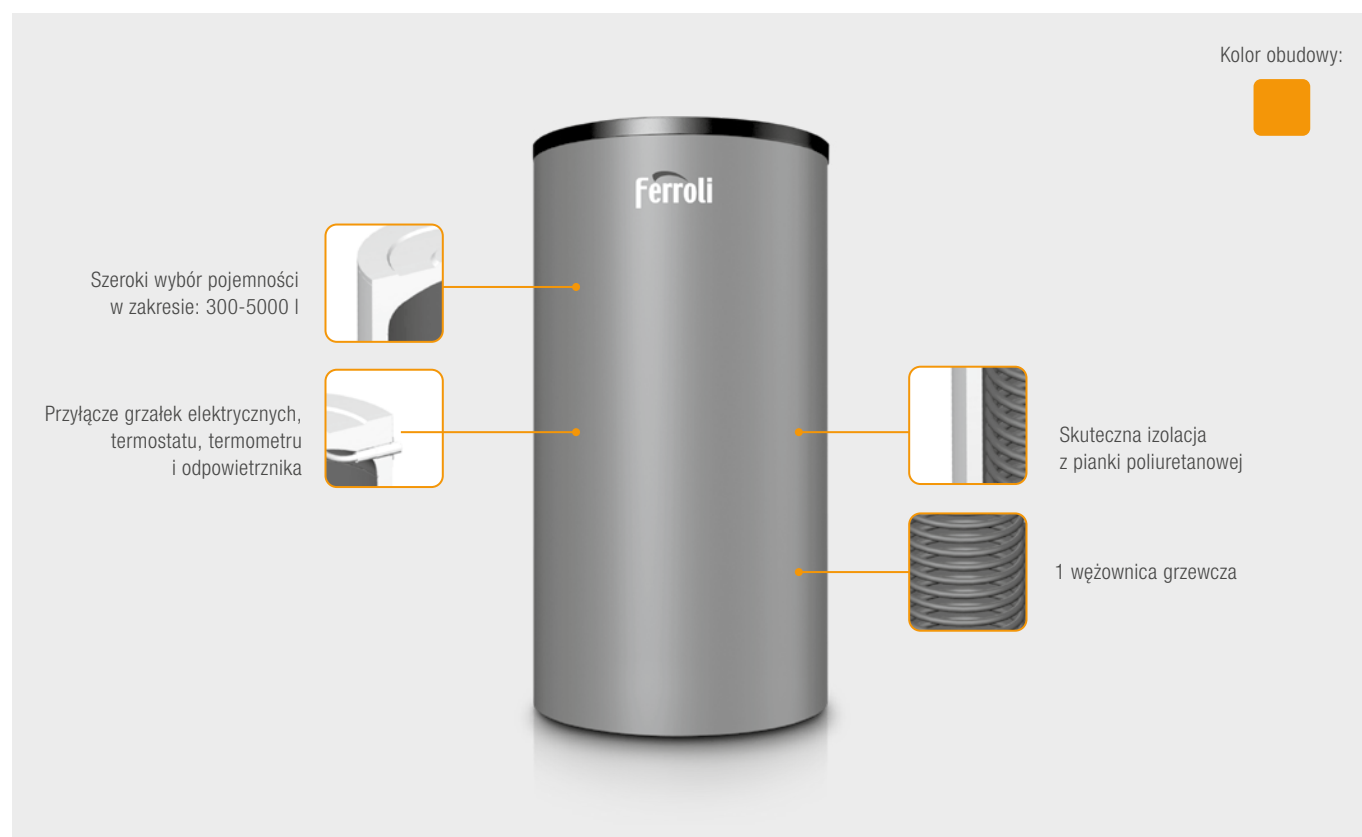 Kolor obudowy:
Ferroli
Szeroki wybór pojemności
w zakresie: 300-5000 l
Przyłącze grzałek elektrycznych,
termostatu, termometru
i odpowietrznika
Skuteczna izolacja
z pianki poliuretanowej
1 wężownica grzewcza